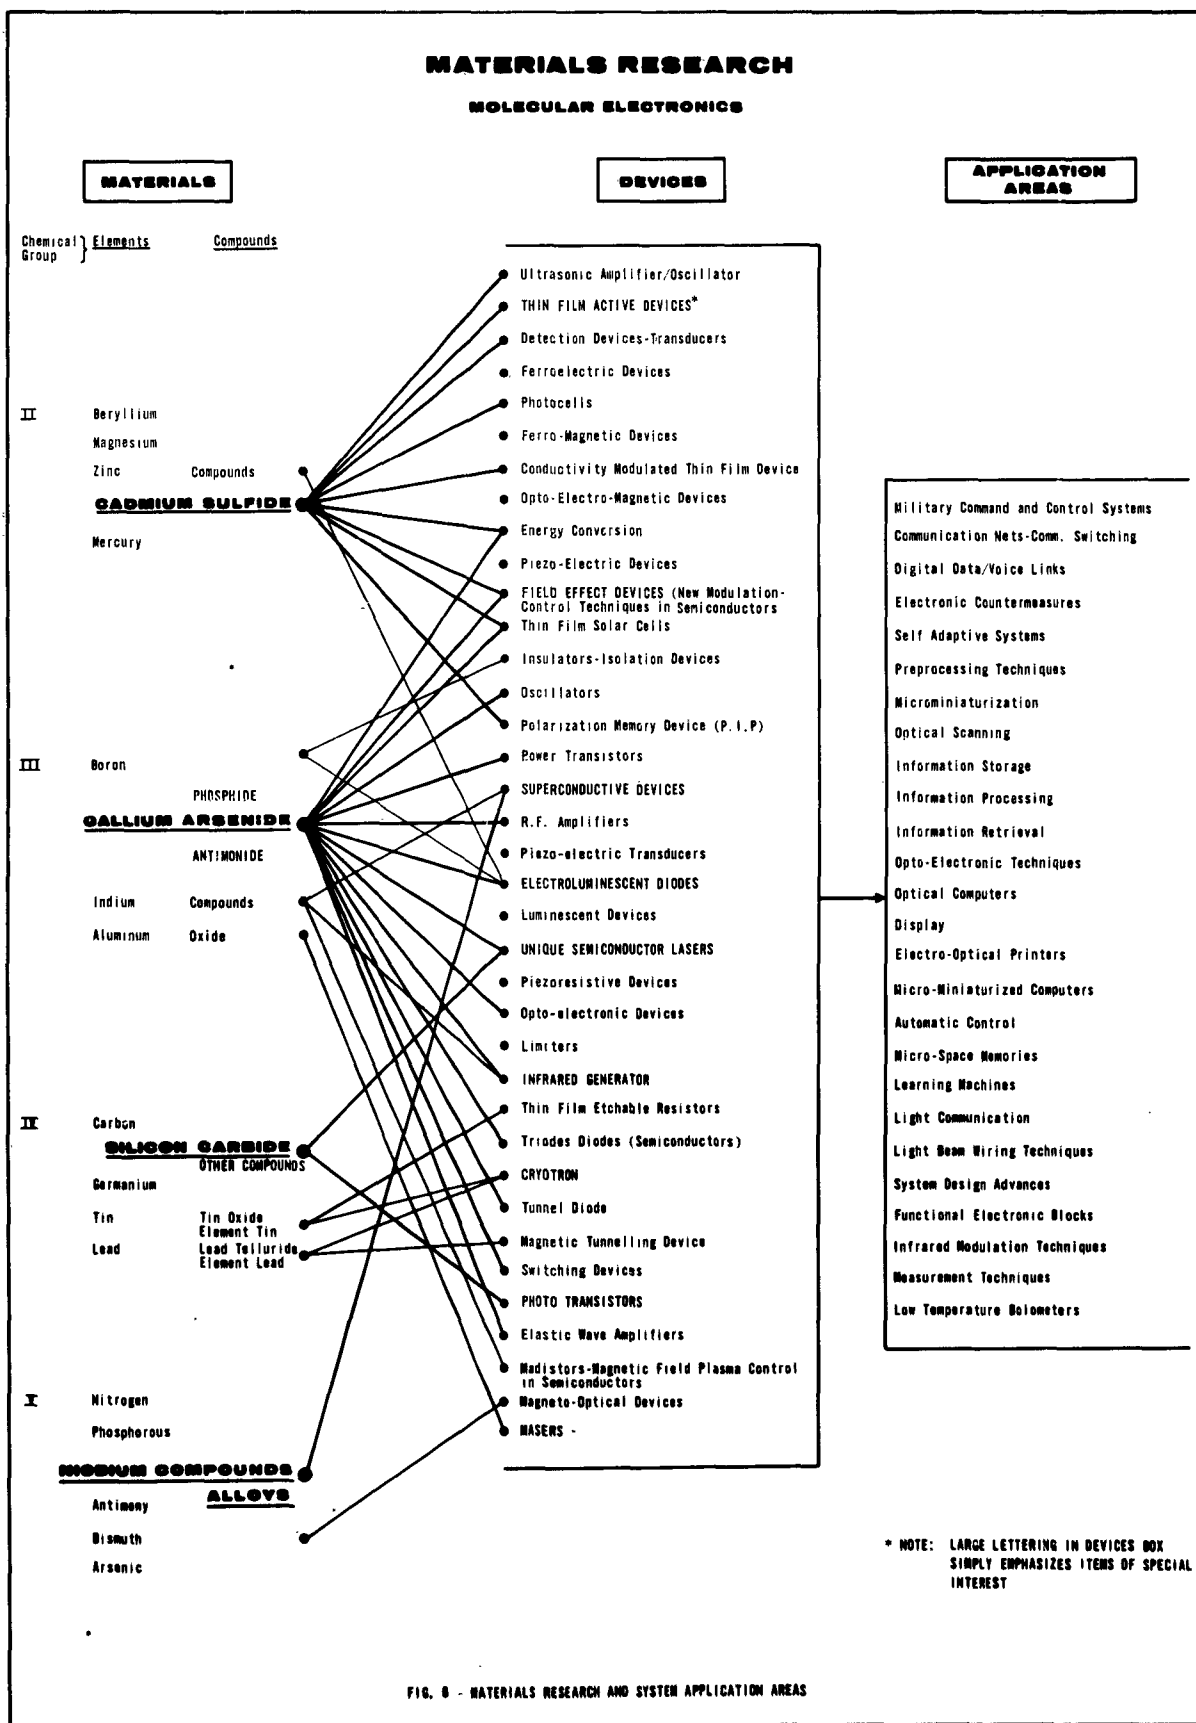 MATERIALS RESEARCH
MOLECULAR ELECTRONICS
MATERIALS
Chemical Group } Elements Compounds
II Beryllium
Magnesium
Zinc Compounds
CADMIUM SULFIDE
Mercury
III Boron
PHOSPHIDE
GALLIUM ARSENIDE
ANTIMONIDE
Indium Compounds
Aluminum Oxide
IV Carbon
SILICON CARBIDE
OTHER COMPOUNDS
Germanium
Tin Tin Oxide
Element Tin
Lead Lead Telluride
Element Lead
V Nitrogen
Phosphorous
NIOBIUM COMPOUNDS
ALLOYS
Antimony
Bismuth
Arsenic
DEVICES
Ultrasonic Amplifier/Oscillator
THIN FILM ACTIVE DEVICES*
Detection Devices-Transducers
Ferroelectric Devices
Photocells
Ferro-Magnetic Devices
Conductivity Modulated Thin Film Device
Opto-Electro-Magnetic Devices
Energy Conversion
Piezo-Electric Devices
FIELD EFFECT DEVICES (New Modulation-
Control Techniques in Semiconductors
Thin Film Solar Cells
Insulators-Isolation Devices
Oscillators
Polarization Memory Device (P.I.P)
Power Transistors
SUPERCONDUCTIVE DEVICES
R.F. Amplifiers
Piezo-electric Transducers
ELECTROLUMINESCENT DIODES
Luminescent Devices
UNIQUE SEMICONDUCTOR LASERS
Piezoresistive Devices
Opto-electronic Devices
Limiters
INFRARED GENERATOR
Thin Film Etchable Resistors
Triodes Diodes (Semiconductors)
CRYOTRON
Tunnel Diode
Magnetic Tunnelling Device
Switching Devices
PHOTO TRANSISTORS
Elastic Wave Amplifiers
Madistors-Magnetic Field Plasma Control
in Semiconductors
Magneto-Optical Devices
MASERS -
APPLICATION
AREAS
Military Command and Control Systems
Communication Nets-Comm. Switching
Digital Data/Voice Links
Electronic Countermeasures
Self Adaptive Systems
Preprocessing Techniques
Microminiaturization
Optical Scanning
Information Storage
Information Processing
Information Retrieval
Opto-Electronic Techniques
Optical Computers
Display
Electro-Optical Printers
Micro-Miniaturized Computers
Automatic Control
Micro-Space Memories
Learning Machines
Light Communication
Light Beam Wiring Techniques
System Design Advances
Functional Electronic Blocks
Infrared Modulation Techniques
Measurement Techniques
Low Temperature Bolometers
* NOTE: LARGE LETTERING IN DEVICES BOX
SIMPLY EMPHASIZES ITEMS OF SPECIAL
INTEREST
FIG. 6 - MATERIALS RESEARCH AND SYSTEM APPLICATION AREAS